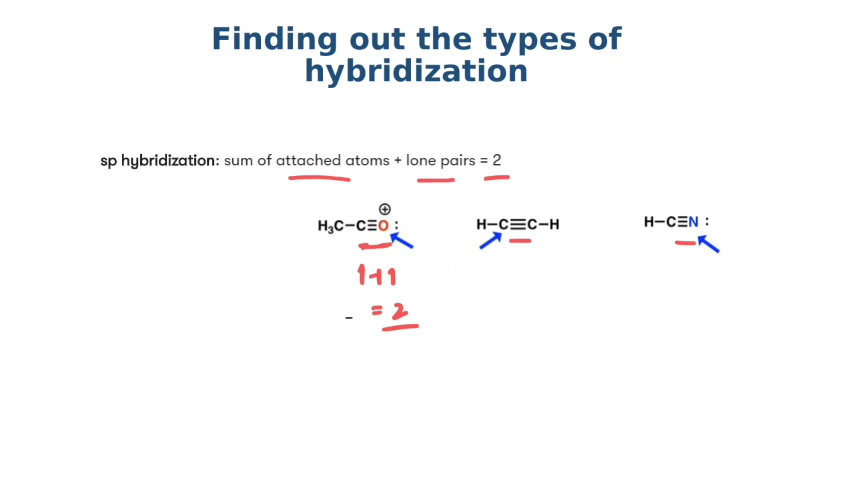 Finding out the types of
hybridization
sp hybridization: sum of attached atoms + lone pairs = 2
⊕
H₃C−C≡O :
H−C≡C−H
H−C≡N :
1+1
= 2